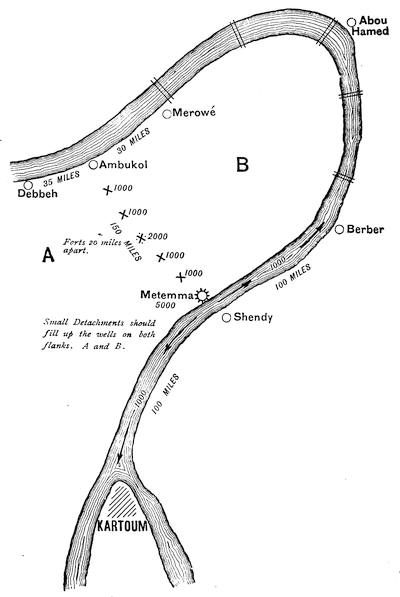 Abou
Hamed
Merowé
30 MILES
Ambukol
B
35 MILES
Debbeh
1000
1000
150 MILES
2000
A
Forts 20 miles
apart.
1000
1000
Berber
1000
100 MILES
Metemma
5000
Shendy
Small Detachments should
fill up the wells on both
flanks. A and B.
1000
100 MILES
KARTOUM